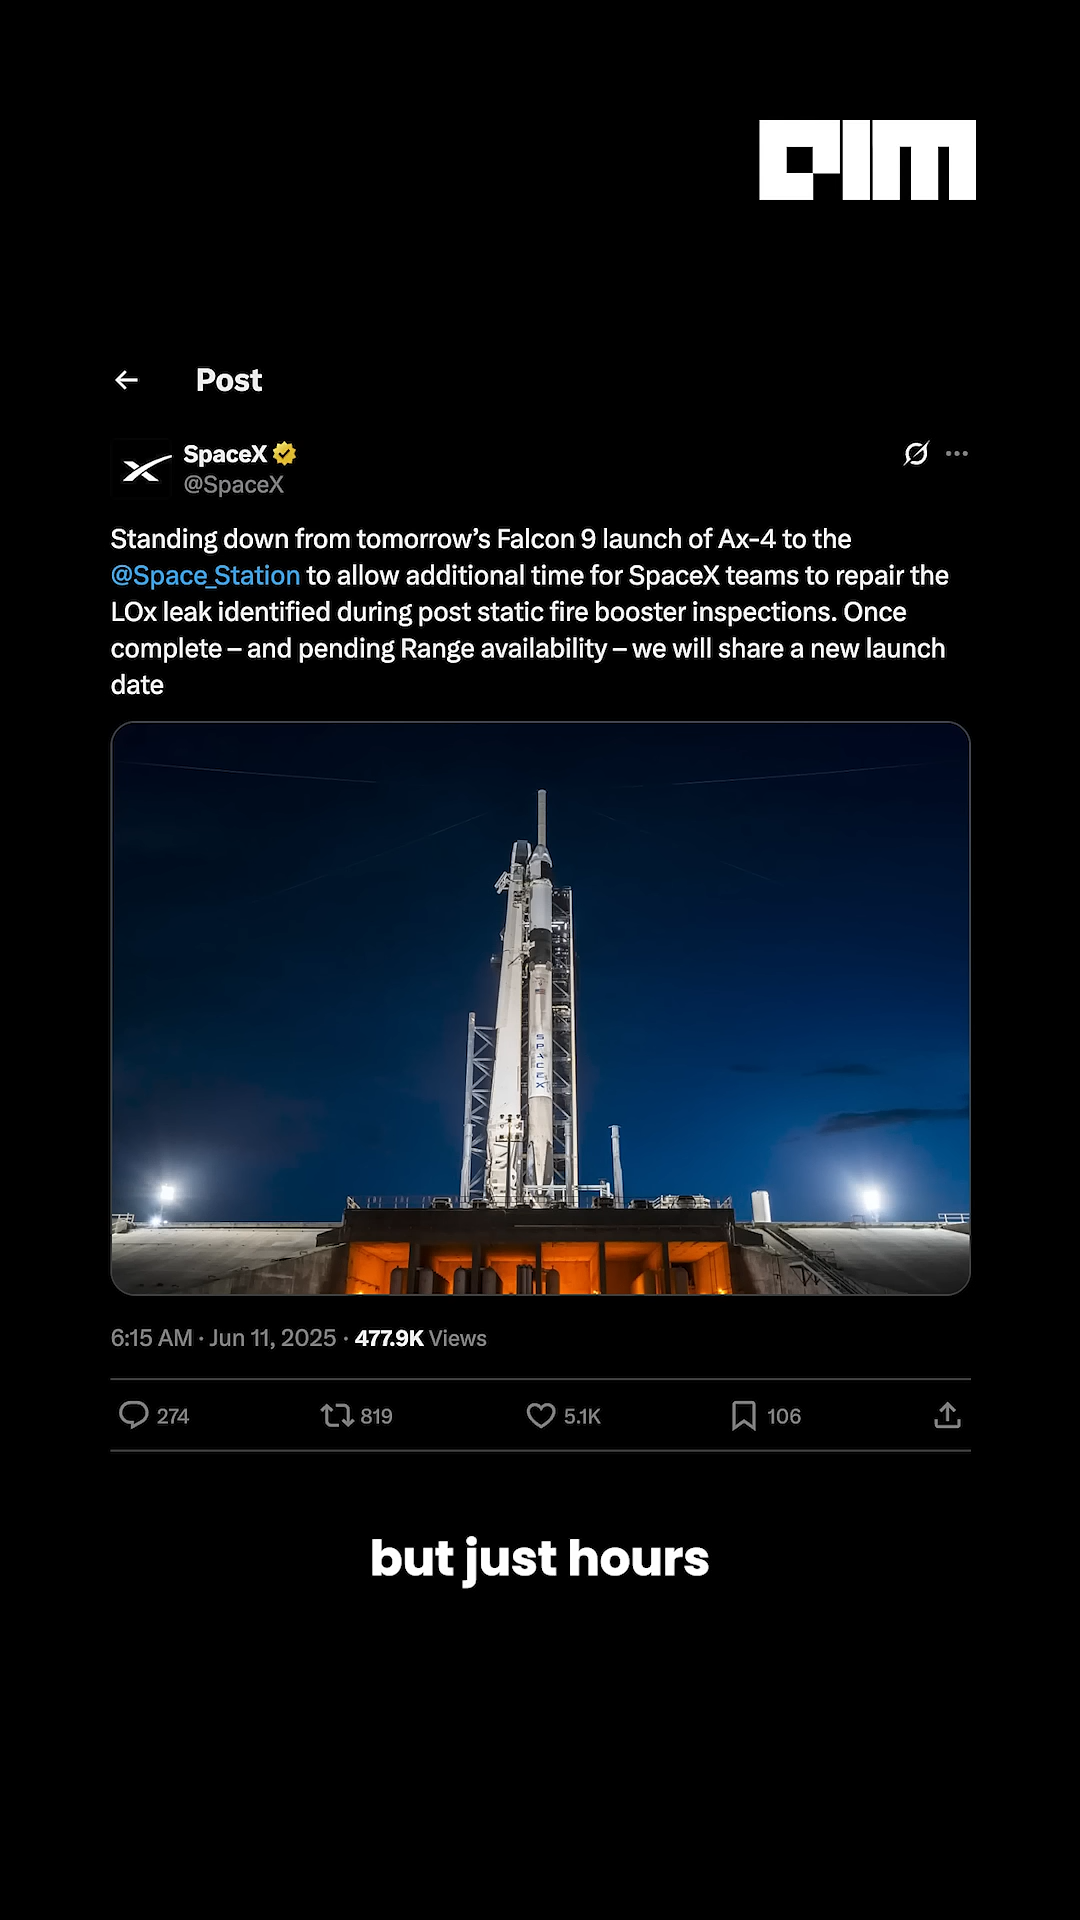 AIM
Post
SpaceX
@SpaceX
Standing down from tomorrow’s Falcon 9 launch of Ax-4 to the
@Space_Station to allow additional time for SpaceX teams to repair the
LOx leak identified during post static fire booster inspections. Once
complete – and pending Range availability – we will share a new launch
date
SPACEX
6:15 AM · Jun 11, 2025 · 477.9K Views
274 819 5.1K 106
but just hours